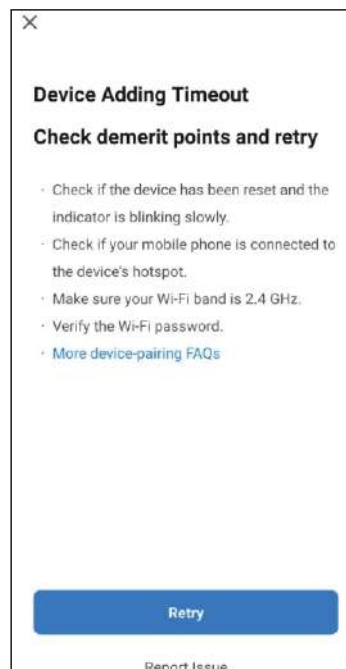 Device Adding Timeout
Check demerit points and retry
· Check if the device has been reset and the
indicator is blinking slowly.
· Check if your mobile phone is connected to
the device's hotspot.
· Make sure your Wi-Fi band is 2.4 GHz.
· Verify the Wi-Fi password.
· More device-pairing FAQs
Retry
Report Issue